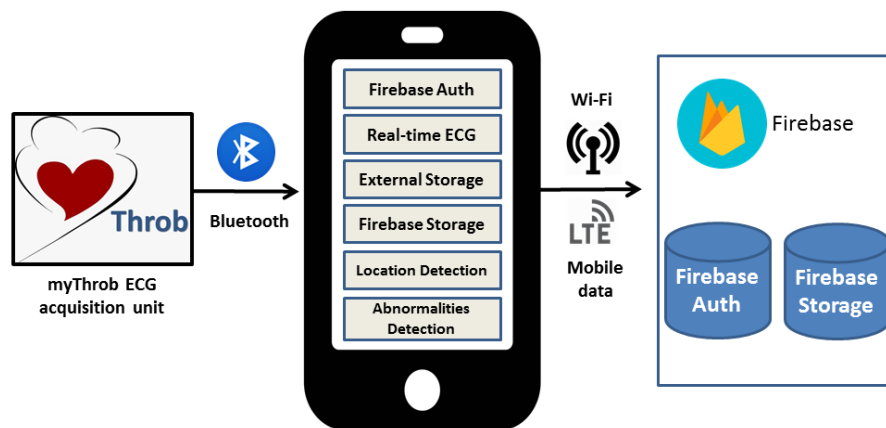 Throb
myThrob ECG
acquisition unit
Bluetooth
Firebase Auth
Real-time ECG
External Storage
Firebase Storage
Location Detection
Abnormalities
Detection
Wi-Fi
LTE
Mobile
data
Firebase
Firebase
Auth
Firebase
Storage